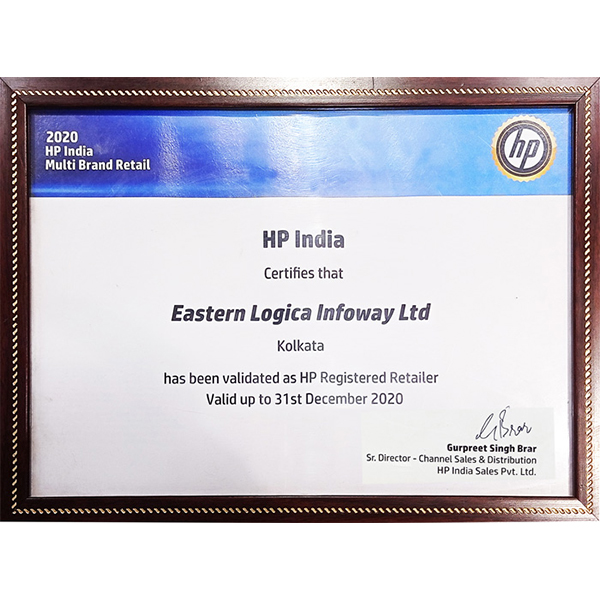 2020
HP India
Multi Brand Retail
hp
HP India
Certifies that
Eastern Logica Infoway Ltd
Kolkata
has been validated as HP Registered Retailer
Valid up to 31st December 2020
G Brar
Gurpreet Singh Brar
Sr. Director - Channel Sales & Distribution
HP India Sales Pvt. Ltd.